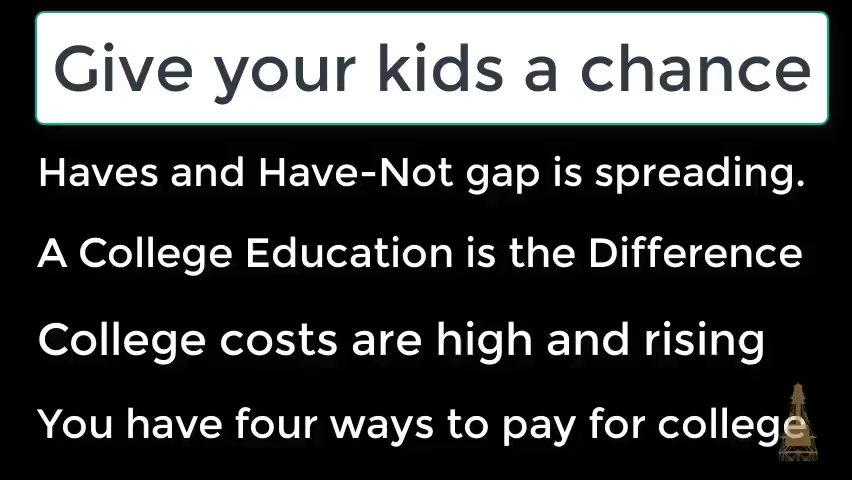 Give your kids a chance
Haves and Have-Not gap is spreading.
A College Education is the Difference
College costs are high and rising
You have four ways to pay for college